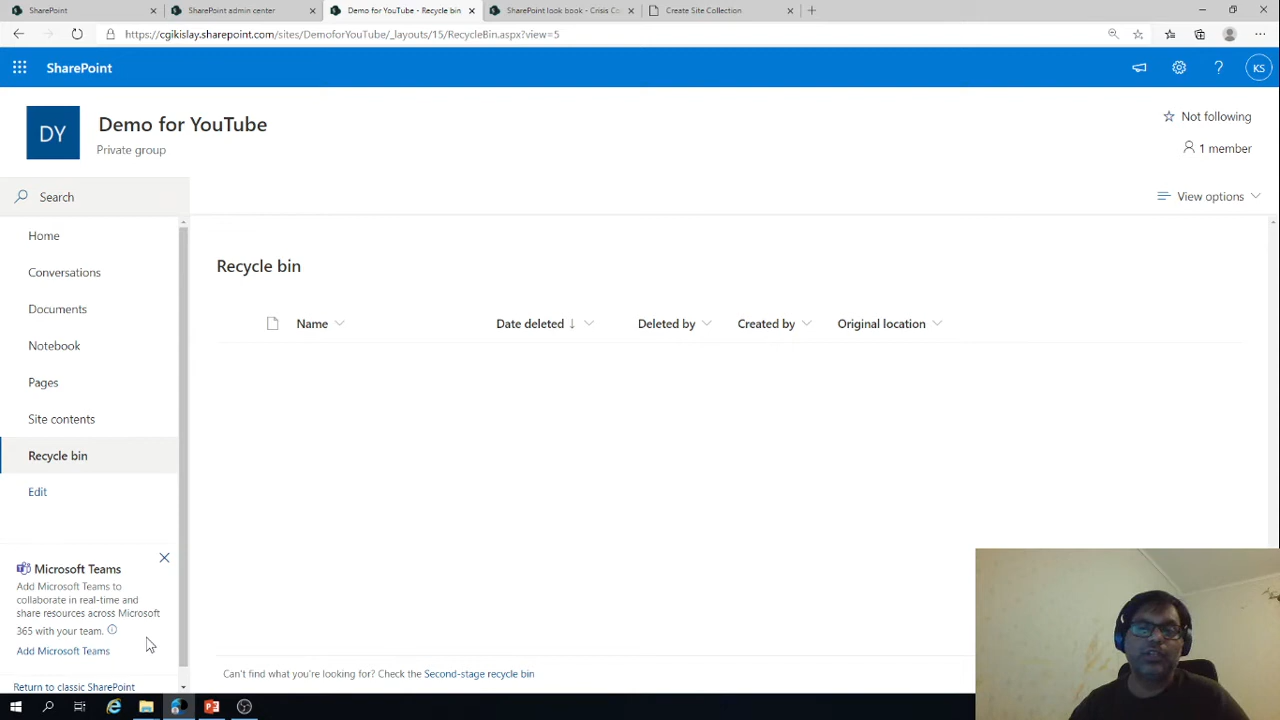 SharePoint
SharePoint admin center
Demo for YouTube - Recycle bin
SharePoint look book - Crisis Co
Create Site Collection
https://cgikislay.sharepoint.com/sites/DemoforYouTube/_layouts/15/RecycleBin.aspx?view=5
SharePoint
?
KS
DY
Demo for YouTube
Private group
Not following
1 member
Search
View options
Home
Conversations
Documents
Notebook
Pages
Site contents
Recycle bin
Edit
Recycle bin
Name
Date deleted ↓
Deleted by
Created by
Original location
Microsoft Teams
Add Microsoft Teams to
collaborate in real-time and
share resources across Microsoft
365 with your team.
Add Microsoft Teams
Return to classic SharePoint
Can't find what you're looking for? Check the Second-stage recycle bin